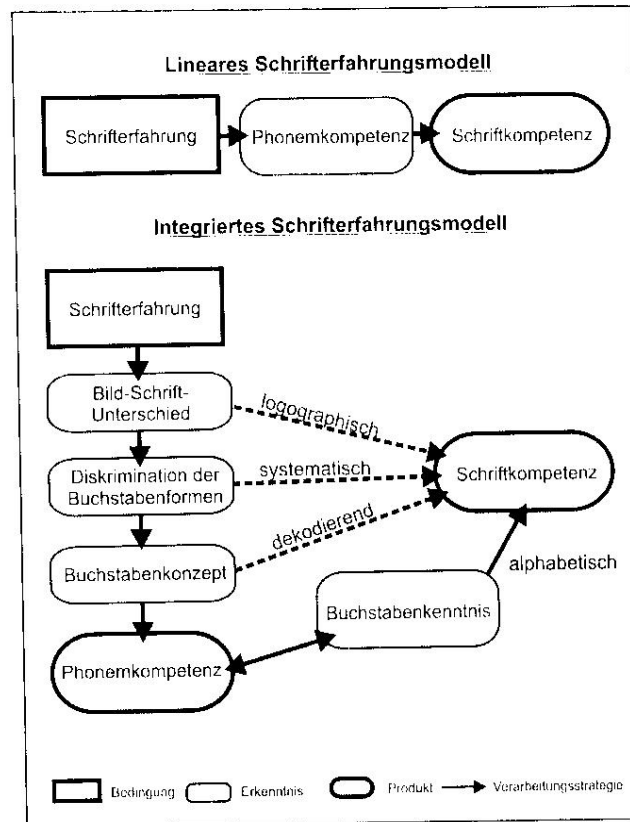 Lineares Schrifterfahrungsmodell
Schrifterfahrung
Phonemkompetenz
Schriftkompetenz
Integriertes Schrifterfahrungsmodell
Schrifterfahrung
Bild-Schrift-
Unterschied
logographisch
Diskrimination der
Buchstabenformen
systematisch
Schriftkompetenz
dekodierend
Buchstabenkonzept
alphabetisch
Buchstabenkenntnis
Phonemkompetenz
Bedingung
Erkenntnis
Produkt
Verarbeitungsstrategie